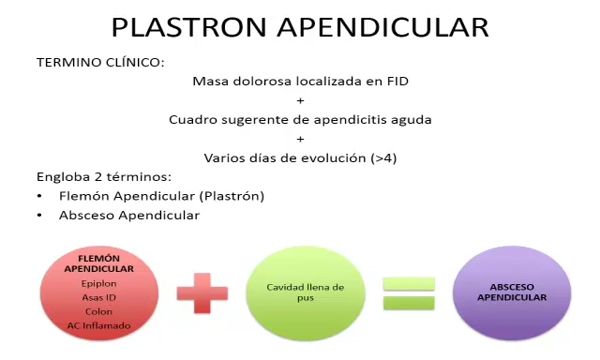 PLASTRON APENDICULAR
TERMINO CLÍNICO:
Masa dolorosa localizada en FID
+
Cuadro sugerente de apendicitis aguda
+
Varios días de evolución (>4)
Engloba 2 términos:
• Flemón Apendicular (Plastrón)
• Absceso Apendicular
FLEMÓN
APENDICULAR
Epiplon
Asas ID
Colon
AC Inflamado
Cavidad llena de
pus
ABSCESO
APENDICULAR